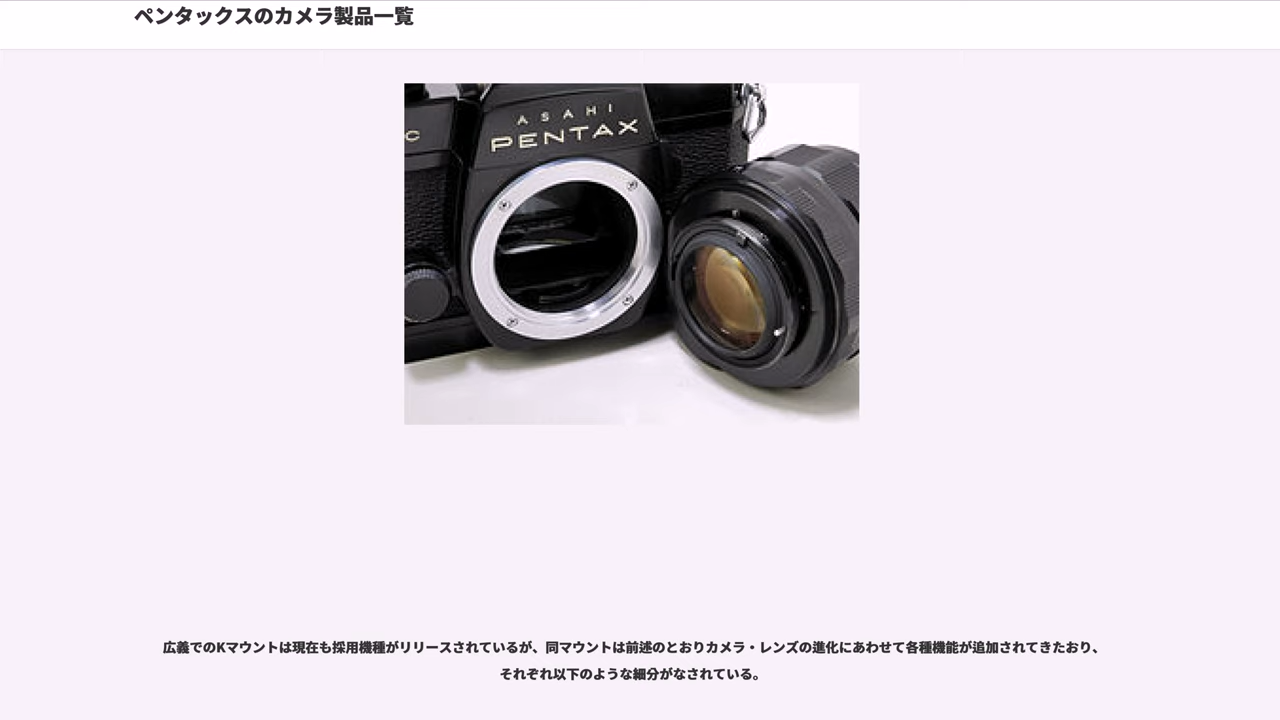 ペンタックスのカメラ製品一覧
C
ASAHI
PENTAX
広義でのKマウントは現在も採用機種がリリースされているが、同マウントは前述のとおりカメラ・レンズの進化にあわせて各種機能が追加されてきたおり、
それぞれ以下のような細分がなされている。